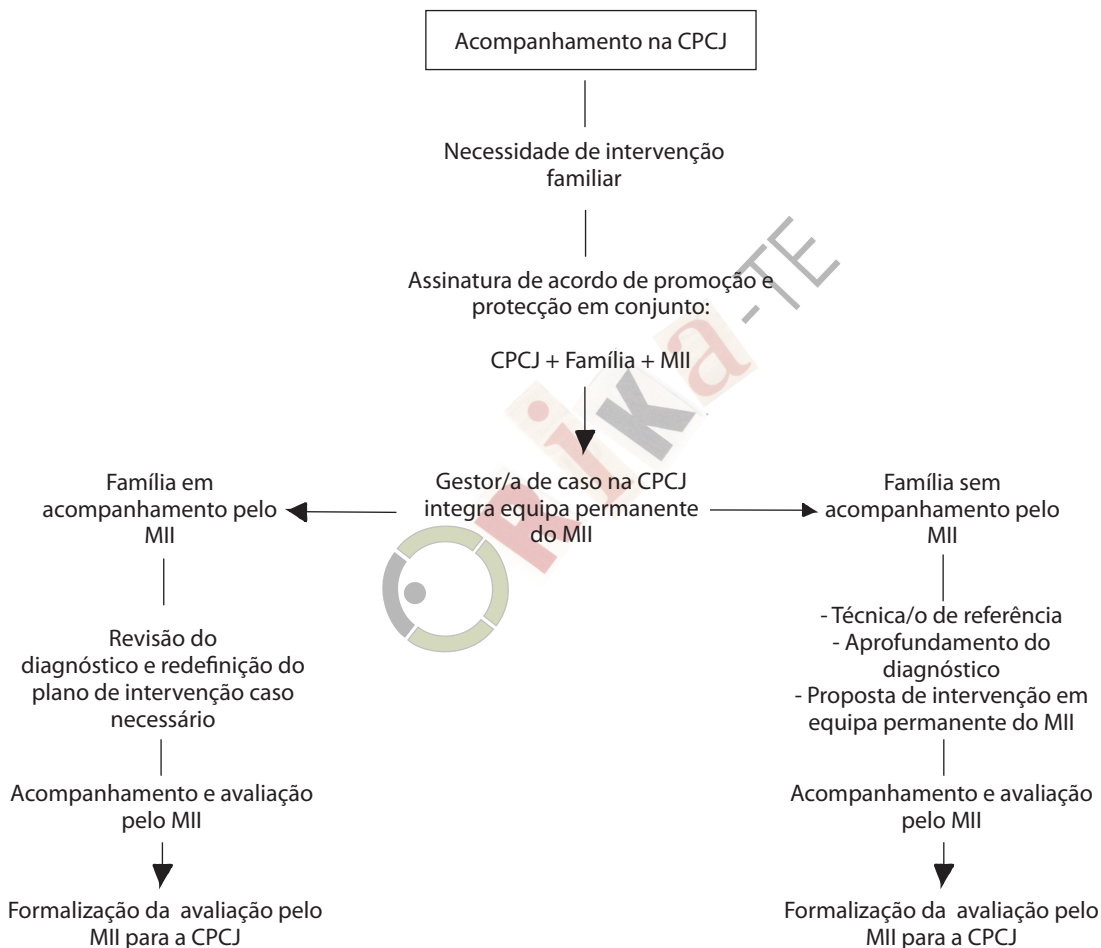 Acompanhamento na CPCJ
Necessidade de intervenção
familiar
Assinatura de acordo de promoção e
protecção em conjunto:
CPCJ + Família + MII
Gestor/a de caso na CPCJ
integra equipa permanente
do MII
Família em
acompanhamento pelo
MII
Revisão do
diagnóstico e redefinição do
plano de intervenção caso
necessário
Acompanhamento e avaliação
pelo MII
Formalização da avaliação pelo
MII para a CPCJ
Família sem
acompanhamento pelo
MII
- Técnica/o de referência
- Aprofundamento do
diagnóstico
- Proposta de intervenção em
equipa permanente do MII
Acompanhamento e avaliação
pelo MII
Formalização da avaliação pelo
MII para a CPCJ
ORiKa-TE